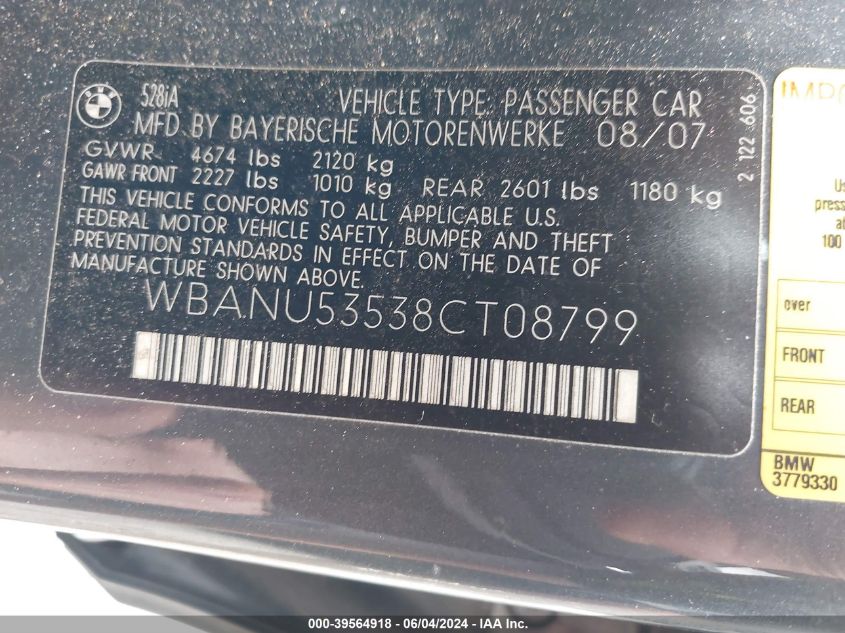 BMW
528iA VEHICLE TYPE PASSENGER CAR
MFD BY BAYERISCHE MOTORENWERKE 08/07
GVWR 4674 lbs 2120 kg
GAWR FRONT 2227 lbs 1010 kg REAR 2601 lbs 1180 kg
THIS VEHICLE CONFORMS TO ALL APPLICABLE U.S.
FEDERAL MOTOR VEHICLE SAFETY, BUMPER AND THEFT
PREVENTION STANDARDS IN EFFECT ON THE DATE OF
MANUFACTURE SHOWN ABOVE.
WBANU53538CT08799
2 122 606
100
over
FRONT
REAR
BMW
3779330
000-39564918 - 06/04/2024 - IAA Inc.